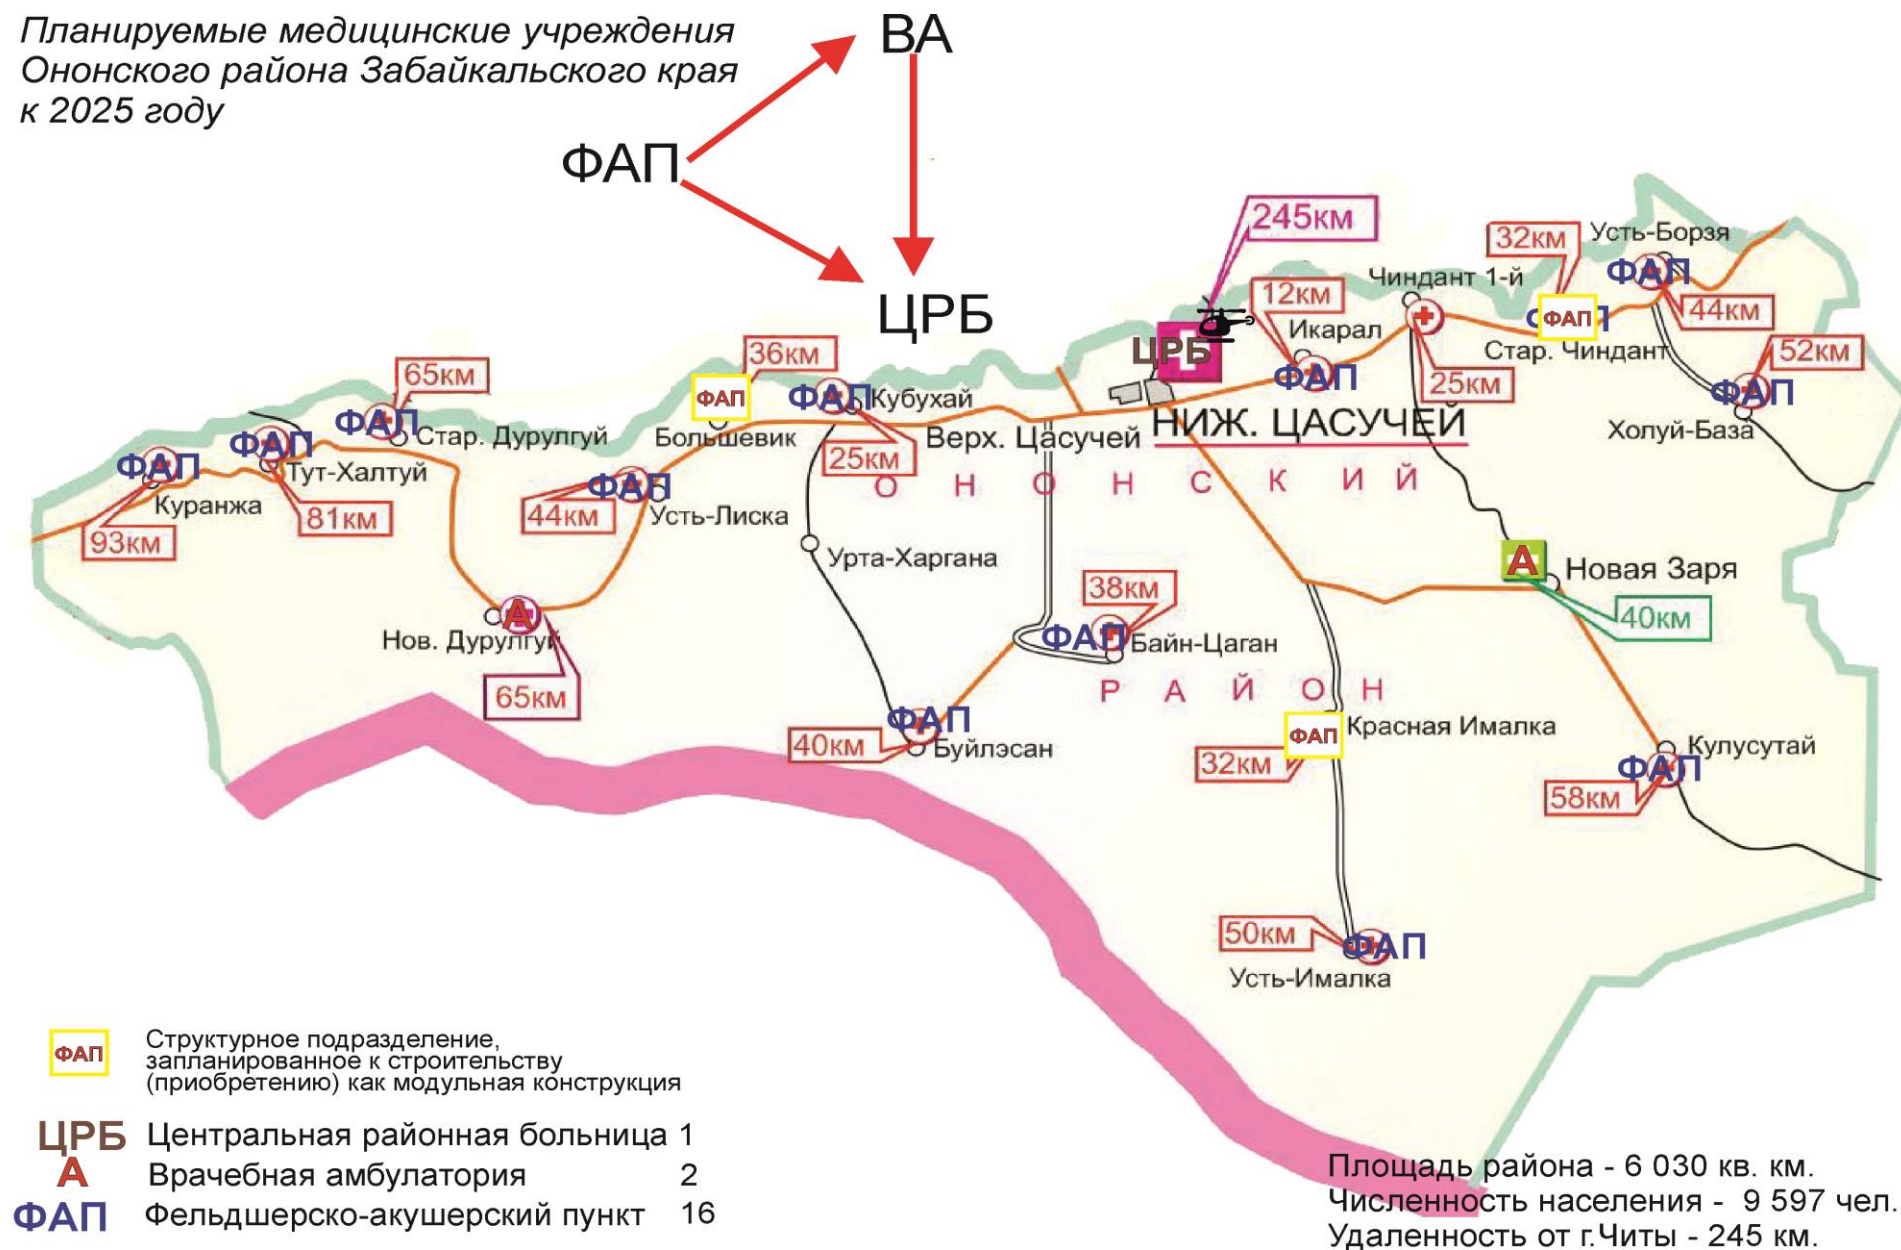 Планируемые медицинские учреждения
Ононского района Забайкальского края
к 2025 году
ВА
ФАП
ЦРБ
245км
32км
Усть-Борзя
ФАП
Чиндант 1-й
12км
44км
Икарал
ФАП
ЦРБ
Стар. Чиндант
52км
36км
65км
25км
ФАП
ФАП
ФАП
Кубухай
ФАП
ФАП
Холуй-База
НИЖ. ЦАСУЧЕЙ
Верх. Цасучей
Большевик
ФАП
Стар. Дурулгуй
ФАП
Тут-Халтуй
ФАП
Куранжа
25км
ОНОНСКИЙ
ФАП
44км
Усть-Лиска
81км
93км
Урта-Харгана
А
Новая Заря
40км
38км
ФАП
Байн-Цаган
А
Нов. Дурулгуй
65км
РАЙОН
ФАП
40км
Буйлэсан
ФАП
Красная Ималка
32км
Кулусутай
ФАП
58км
50км
ФАП
Усть-Ималка
ФАП
Структурное подразделение,
запланированное к строительству
(приобретению) как модульная конструкция
ЦРБ Центральная районная больница 1
А Врачебная амбулатория 2
ФАП Фельдшерско-акушерский пункт 16
Площадь района - 6 030 кв. км.
Численность населения - 9 597 чел.
Удаленность от г.Читы - 245 км.